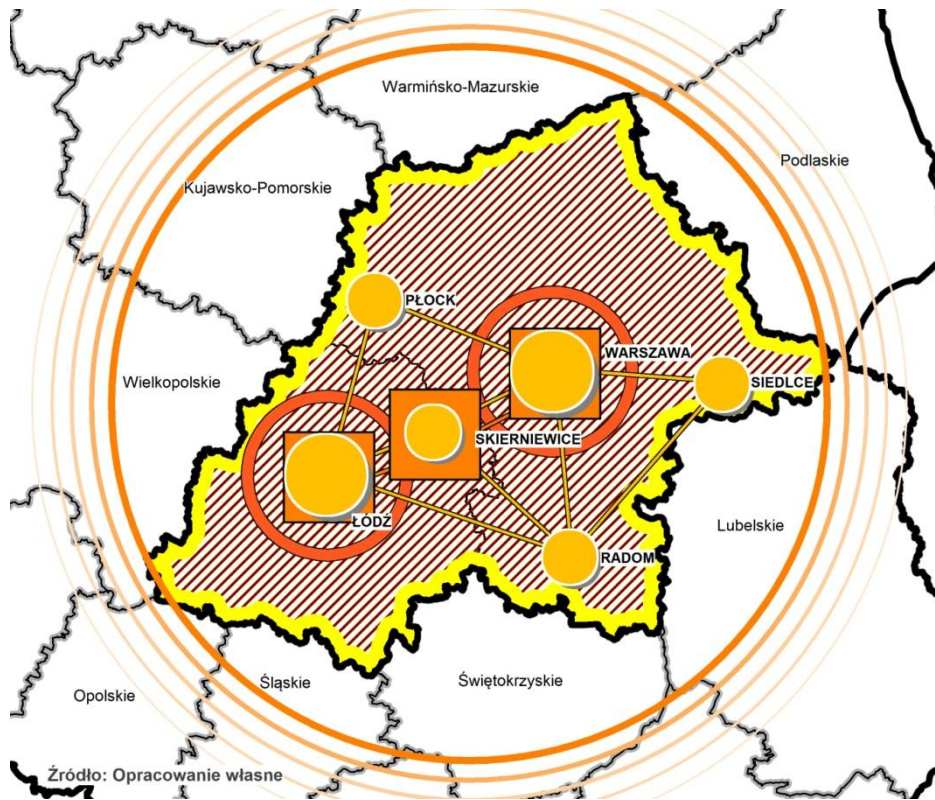 Warmińsko-Mazurskie
Podlaskie
Kujawsko-Pomorskie
PŁOCK
WARSZAWA
Wielkopolskie
SIEDLCE
SKIERNIEWICE
ŁÓDŹ
Lubelskie
RADOM
Śląskie
Świętokrzyskie
Opolskie
Źródło: Opracowanie własne